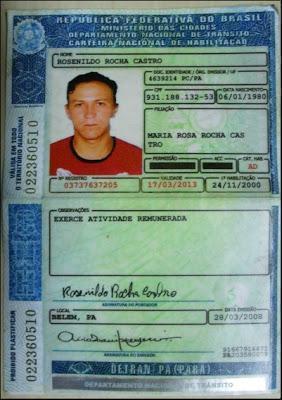 REPÚBLICA FEDERATIVA DO BRASIL
MINISTÉRIO DAS CIDADES
DEPARTAMENTO NACIONAL DE TRÂNSITO
CARTEIRA NACIONAL DE HABILITAÇÃO
NOME
ROSENILDO ROCHA CASTRO
DOC. IDENTIDADE / ÓRG. EMISSOR / UF
4639214 PC/PA
CPF
DATA NASCIMENTO
931.188.132-53
06/01/1980
FILIAÇÃO
MARIA ROSA ROCHA CAS
TRO
PERMISSÃO
ACC
CAT. HAB.
AD
Nº REGISTRO
VALIDADE
1ª HABILITAÇÃO
03737637205
17/03/2013
24/11/2000
VÁLIDA EM TODO
O TERRITÓRIO NACIONAL
022360510
OBSERVAÇÕES
EXERCE ATIVIDADE REMUNERADA
Rosenildo Rocha Castro
ASSINATURA DO PORTADOR
LOCAL
DATA EMISSÃO
BELEM, PA
28/03/2008
ASSINATURA DO EMISSOR
PROIBIDO PLASTIFICAR
022360510
DETRAN-PA (PARÁ)
DEPARTAMENTO NACIONAL DE TRÂNSITO